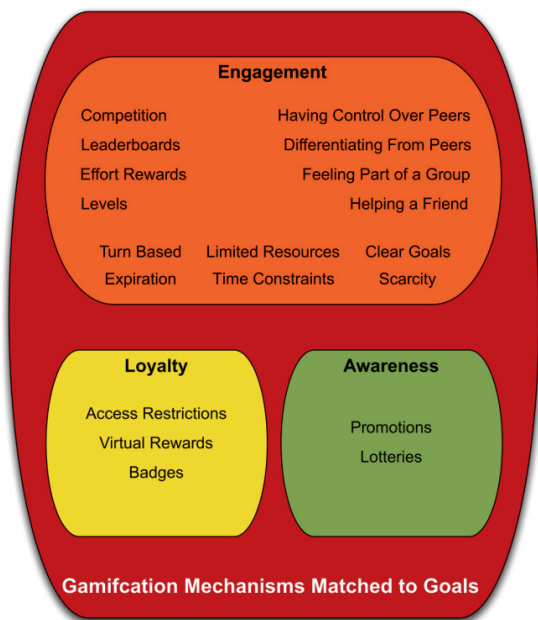 Engagement
Competition Having Control Over Peers
Leaderboards Differentiating From Peers
Effort Rewards Feeling Part of a Group
Levels Helping a Friend
Turn Based Limited Resources Clear Goals
Expiration Time Constraints Scarcity
Loyalty
Access Restrictions
Virtual Rewards
Badges
Awareness
Promotions
Lotteries
Gamifcation Mechanisms Matched to Goals